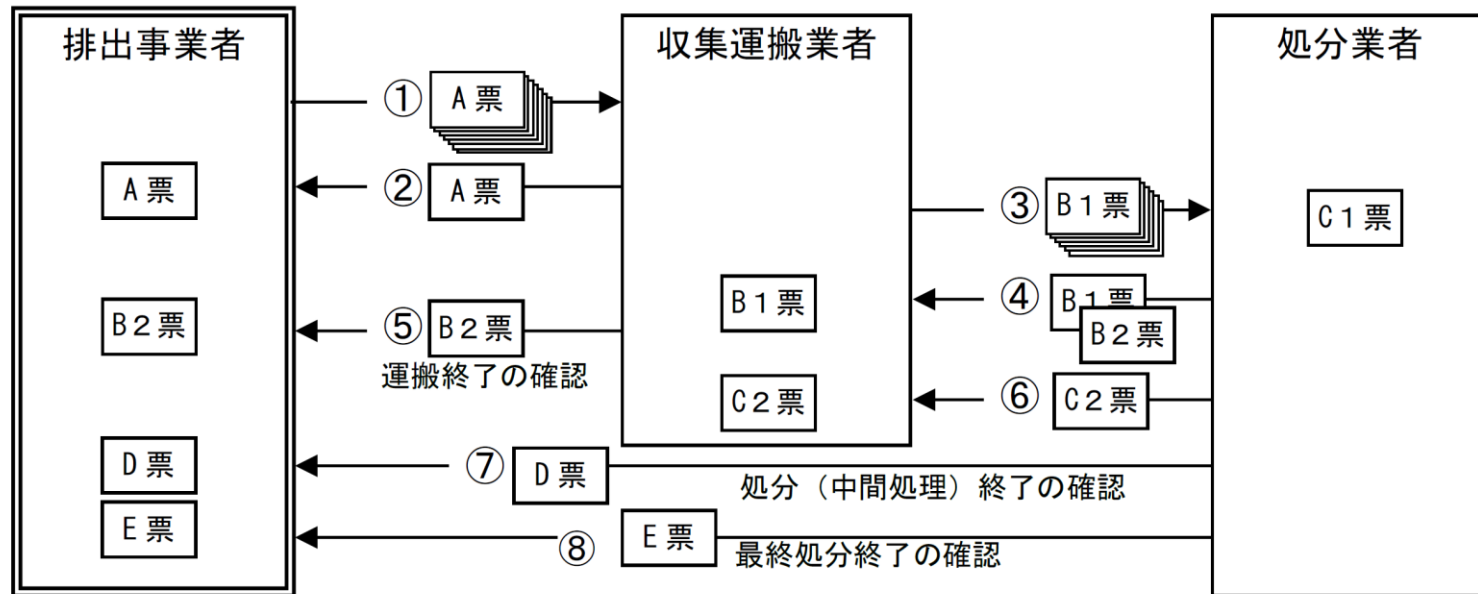 排出事業者
収集運搬業者
処分業者
① A票
A票
② A票
③ B1票
C1票
B1票
④ B1票
B2票
B2票
⑤ B2票
運搬終了の確認
C2票
⑥ C2票
D票
⑦ D票
処分（中間処理）終了の確認
E票
⑧ E票
最終処分終了の確認